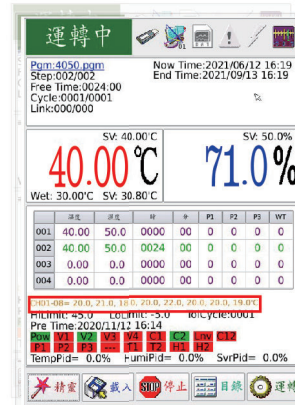 運轉中
Pgm:4050.pgm
Now Time:2021/06/12 16:19
Step:002/002
End Time:2021/09/13 16:19
Free Time:0024:00
Cycle:0001/0001
Link:000/000
SV: 40.00℃
SV: 50.0%
40.00℃
71.0%
Wet: 30.00℃ SV: 30.80℃
溫度 濕度 時 分 P1 P2 P3 WT
001 40.00 50.0 0000 00 0 0 0 0
002 40.00 50.0 0024 00 0 0 0 0
003 0.00 0.0 0000 00 0 0 0 0
004 0.00 0.0 0000 00 0 0 0 0
CH01-08= 20.0, 21.0, 18.0, 20.0, 22.0, 20.0, 20.0, 19.0℃
HiLimit: 45.0 LoLimit: -5.0 TolCycle:0001
Pre Time:2020/11/12 16:14
Pow V1 V2 V3 V4 C1 C2 Inv C12
P1 P2 P3 --- T1 T2 H1 H2
TempPid= 0.0% HumiPid= 0.0% SvrPid= 0.0%
精靈 載入 停止 目錄 運轉